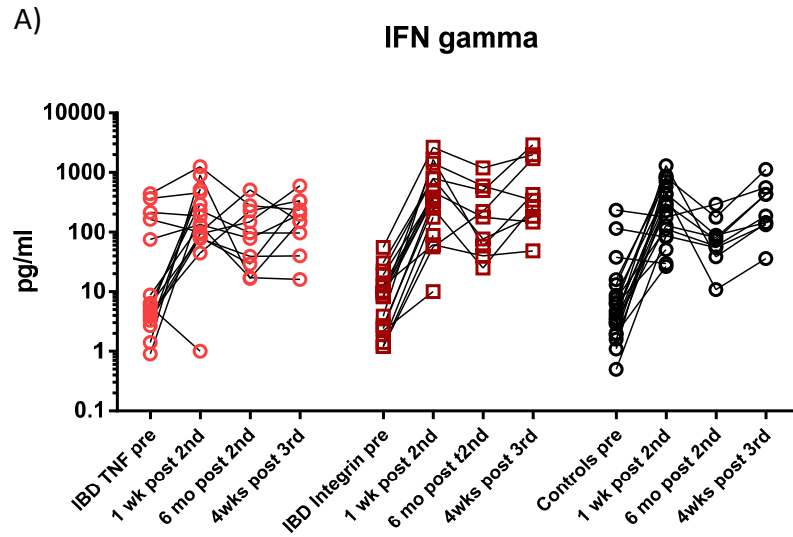 A)
IFN gamma
pg/ml
10000
1000
100
10
1
0.1
IBD TNF pre
1 wk post 2nd
6 mo post 2nd
4wks post 3rd
IBD Integrin pre
1 wk post 2nd
6 mo post t2nd
4wks post 3rd
Controls pre
1 wk post 2nd
6 mo post 2nd
4wks post 3rd